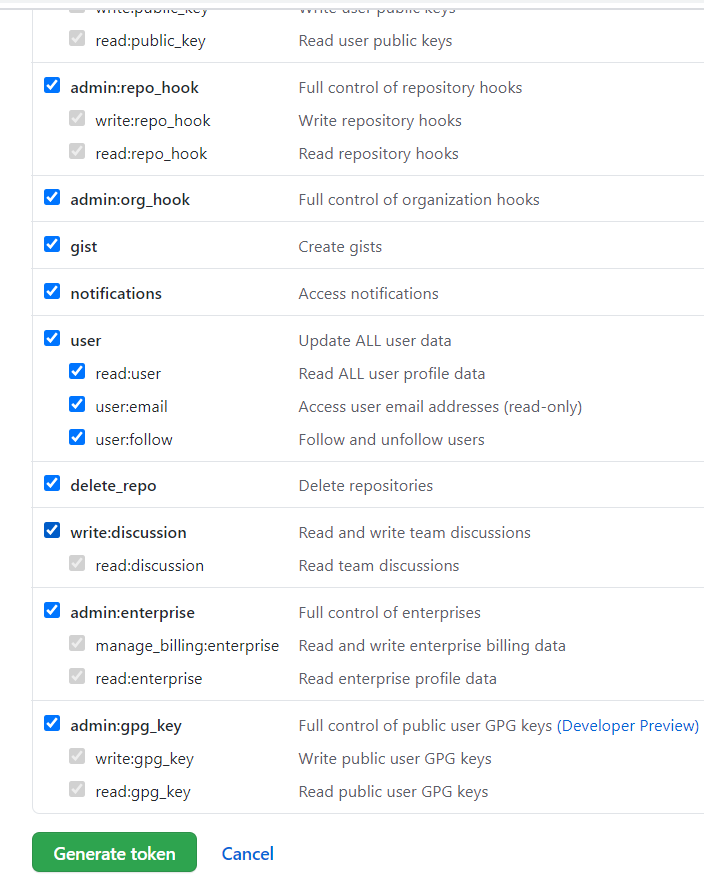 write:public_key Write user public keys
read:public_key Read user public keys
admin:repo_hook Full control of repository hooks
write:repo_hook Write repository hooks
read:repo_hook Read repository hooks
admin:org_hook Full control of organization hooks
gist Create gists
notifications Access notifications
user Update ALL user data
read:user Read ALL user profile data
user:email Access user email addresses (read-only)
user:follow Follow and unfollow users
delete_repo Delete repositories
write:discussion Read and write team discussions
read:discussion Read team discussions
admin:enterprise Full control of enterprises
manage_billing:enterprise Read and write enterprise billing data
read:enterprise Read enterprise profile data
admin:gpg_key Full control of public user GPG keys (Developer Preview)
write:gpg_key Write public user GPG keys
read:gpg_key Read public user GPG keys
Generate token Cancel